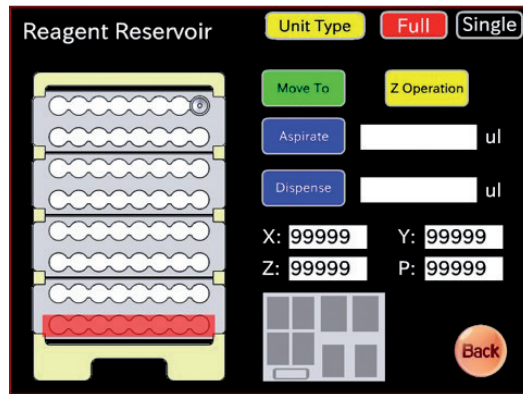 Reagent Reservoir
Unit Type Full Single
Move To Z Operation
Aspirate ul
Dispense ul
X: 99999 Y: 99999
Z: 99999 P: 99999
Back